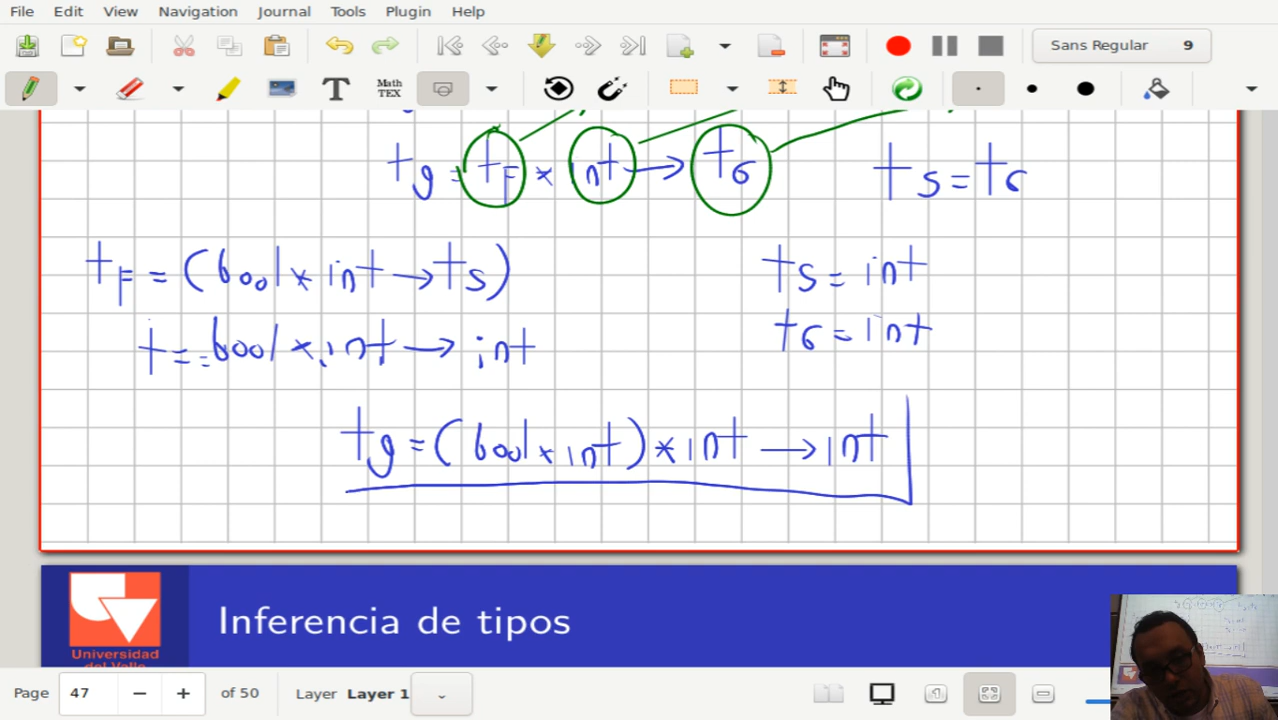 File Edit View Navigation Journal Tools Plugin Help
Math TEX
Sans Regular 9
tg = tF * int → t6 ts = t6
tF = (bool * int → ts) ts = int
t = bool * int → int t6 = int
tg = (bool * int) * int → int
Inferencia de tipos
Universidad
del Valle
Page 47 of 50 Layer Layer 1